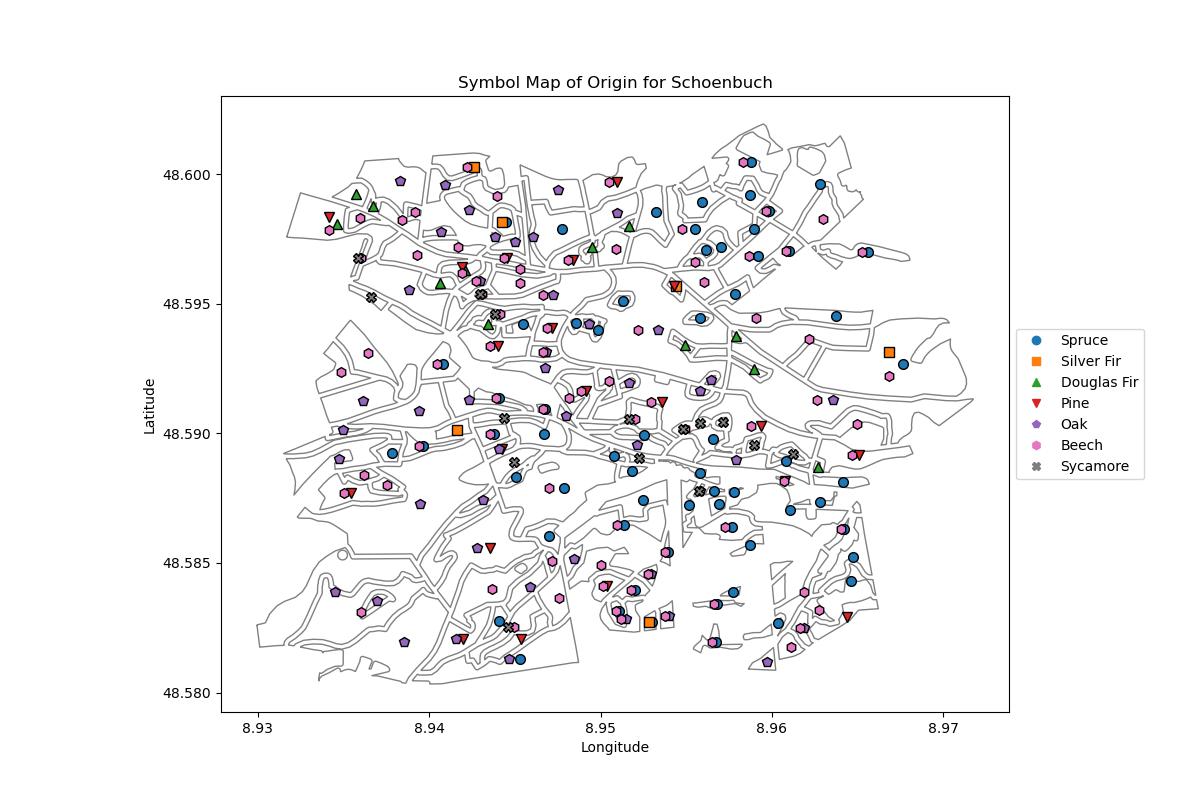 Symbol Map of Origin for Schoenbuch
48.600
48.595
48.590
48.585
48.580
Latitude
8.93 8.94 8.95 8.96 8.97
Longitude
Spruce
Silver Fir
Douglas Fir
Pine
Oak
Beech
Sycamore